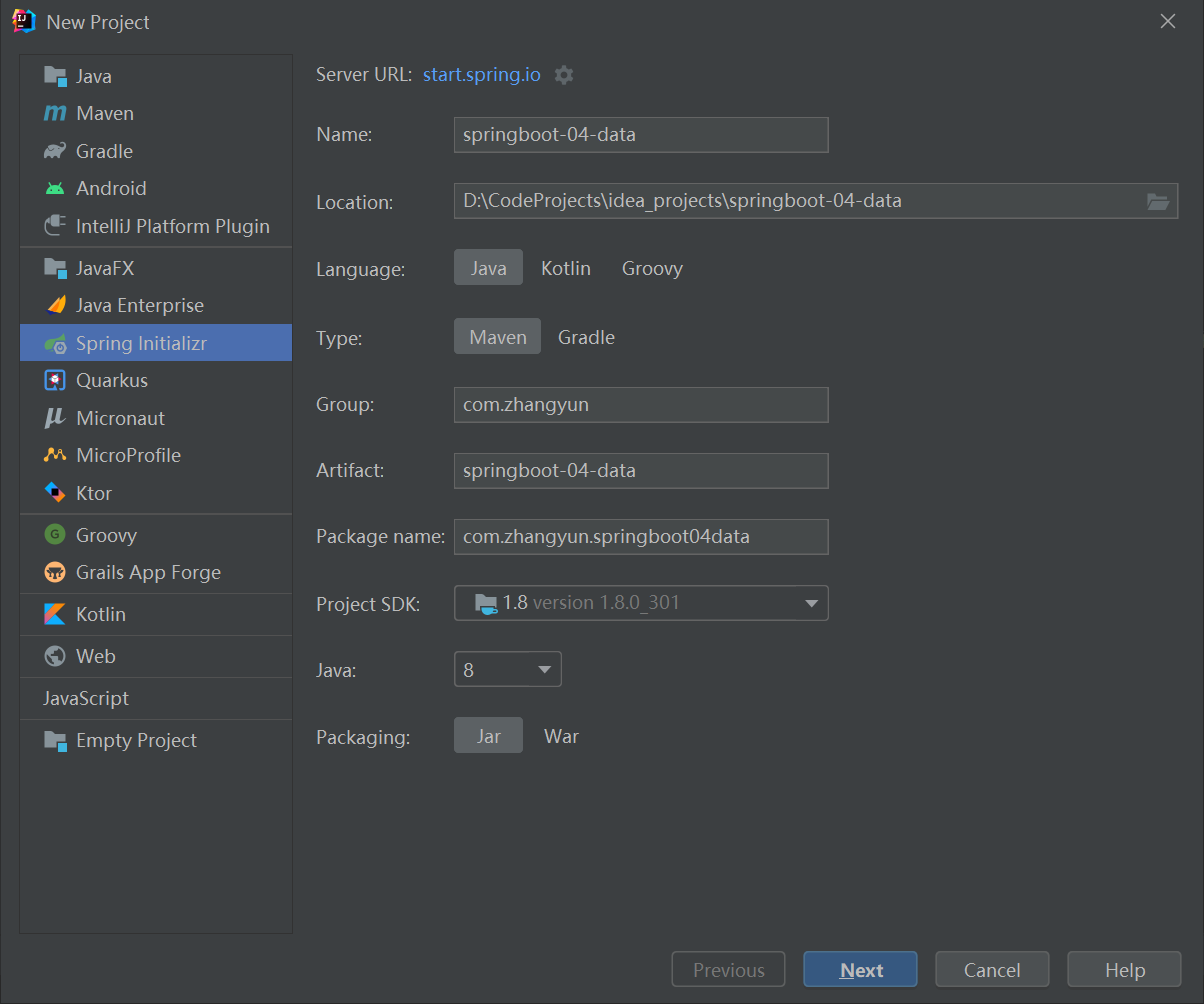 New Project
Java
Maven
Gradle
Android
IntelliJ Platform Plugin
JavaFX
Java Enterprise
Spring Initializr
Quarkus
Micronaut
MicroProfile
Ktor
Groovy
Grails App Forge
Kotlin
Web
JavaScript
Empty Project
Server URL: start.spring.io
Name: springboot-04-data
Location: D:\CodeProjects\idea_projects\springboot-04-data
Language: Java Kotlin Groovy
Type: Maven Gradle
Group: com.zhangyun
Artifact: springboot-04-data
Package name: com.zhangyun.springboot04data
Project SDK: 1.8 version 1.8.0_301
Java: 8
Packaging: Jar War
Previous Next Cancel Help